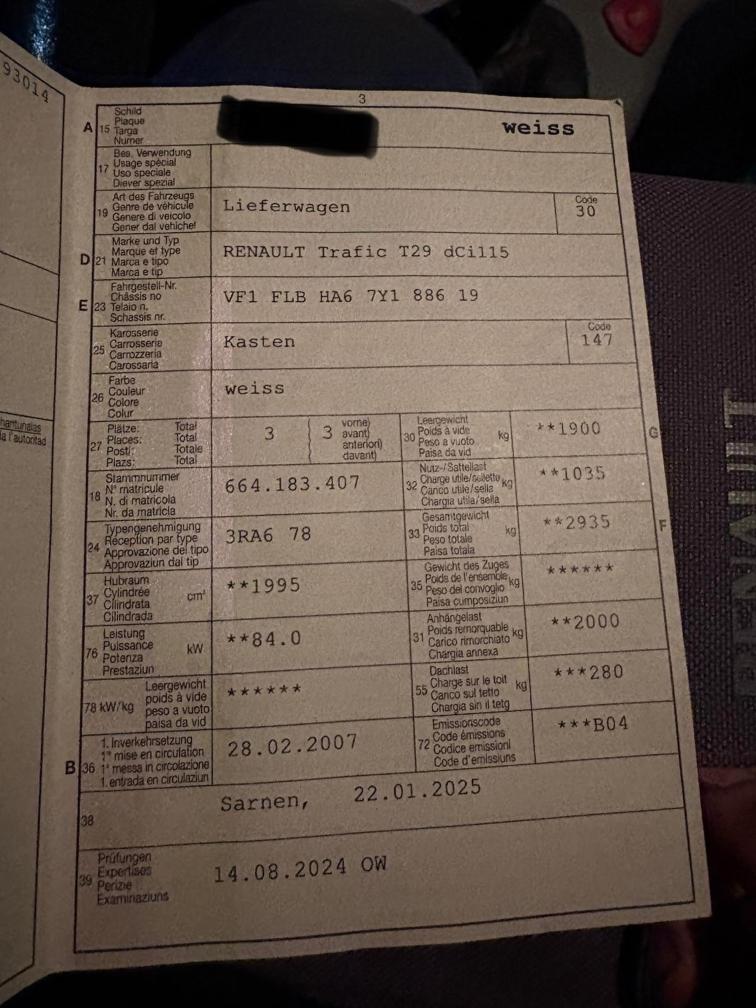 93014
3
A 15 Schild
Plaque
Targa
Numer
weiss
17 Bes. Verwendung
Usage spécial
Uso speciale
Diever spezial
19 Art des Fahrzeugs
Genre de véhicule
Genere di veicolo
Gener dal vehichel
Lieferwagen
Code
30
D 21 Marke und Typ
Marque et type
Marca e tipo
Marca e tip
RENAULT Trafic T29 dCi115
E 23 Fahrgestell-Nr.
Châssis no
Telaio n.
Schassis nr.
VF1 FLB HA6 7Y1 886 19
25 Karosserie
Carrosserie
Carrozzeria
Carossaria
Kasten
Code
147
26 Farbe
Couleur
Colore
Colur
weiss
27 Plätze: Total
Places: Total
Posti: Totale
Plazs: Total
3
3
vorne)
avant)
anteriori)
davant)
30 Leergewicht
Poids à vide
Peso a vuoto
Paisa da vid
kg
**1900
G
18 Stammnummer
N° matricule
N. di matricola
Nr. da matricla
664.183.407
32 Nutz-/Sattellast
Charge utile/sellette
Carico utile/sella
Chargia utila/sella
kg
**1035
24 Typengenehmigung
Réception par type
Approvazione del tipo
Approvaziun dal tip
3RA6 78
33 Gesamtgewicht
Poids total
Peso totale
Paisa totala
kg
**2935
F
37 Hubraum
Cylindrée
Cilindrata
Cilindrada
cm³
**1995
35 Gewicht des Zuges
Poids de l'ensemble
Peso del convoglio
Paisa cumposiziun
kg
******
76 Leistung
Puissance
Potenza
Prestaziun
kW
**84.0
31 Anhängelast
Poids remorquable
Carico rimorchiato
Chargia annexa
kg
**2000
78 kW/kg
Leergewicht
poids à vide
peso a vuoto
paisa da vid
******
55 Dachlast
Charge sur le toit
Carico sul tetto
Chargia sin il tetg
kg
***280
B 36 1. Inverkehrsetzung
1re mise en circulation
1a messa in circolazione
1. entrada en circulaziun
28.02.2007
72 Emissionscode
Code émissions
Codice emissioni
Code d'emissiuns
***B04
38
Sarnen, 22.01.2025
39 Prüfungen
Expertises
Perizie
Examinaziuns
14.08.2024 OW